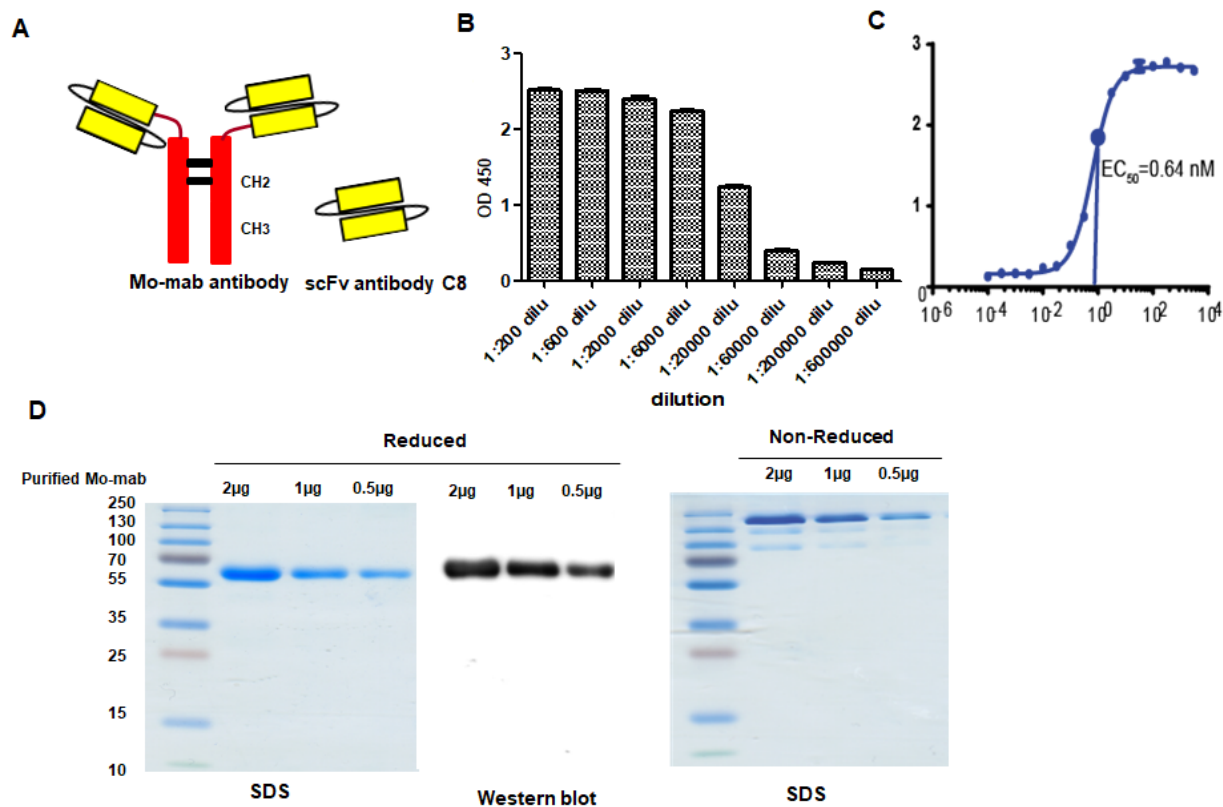 A
CH2
CH3
Mo-mab antibody
scFv antibody C8
B
3
2
1
0
OD 450
1:200 dilu
1:600 dilu
1:2000 dilu
1:6000 dilu
1:20000 dilu
1:60000 dilu
1:200000 dilu
1:600000 dilu
dilution
C
3
2
1
0
EC50=0.64 nM
10-6
10-4
10-2
100
102
104
D
Reduced
Non-Reduced
Purified Mo-mab
2µg
1µg
0.5µg
2µg
1µg
0.5µg
2µg
1µg
0.5µg
250
130
100
70
55
35
25
15
10
SDS
Western blot
SDS